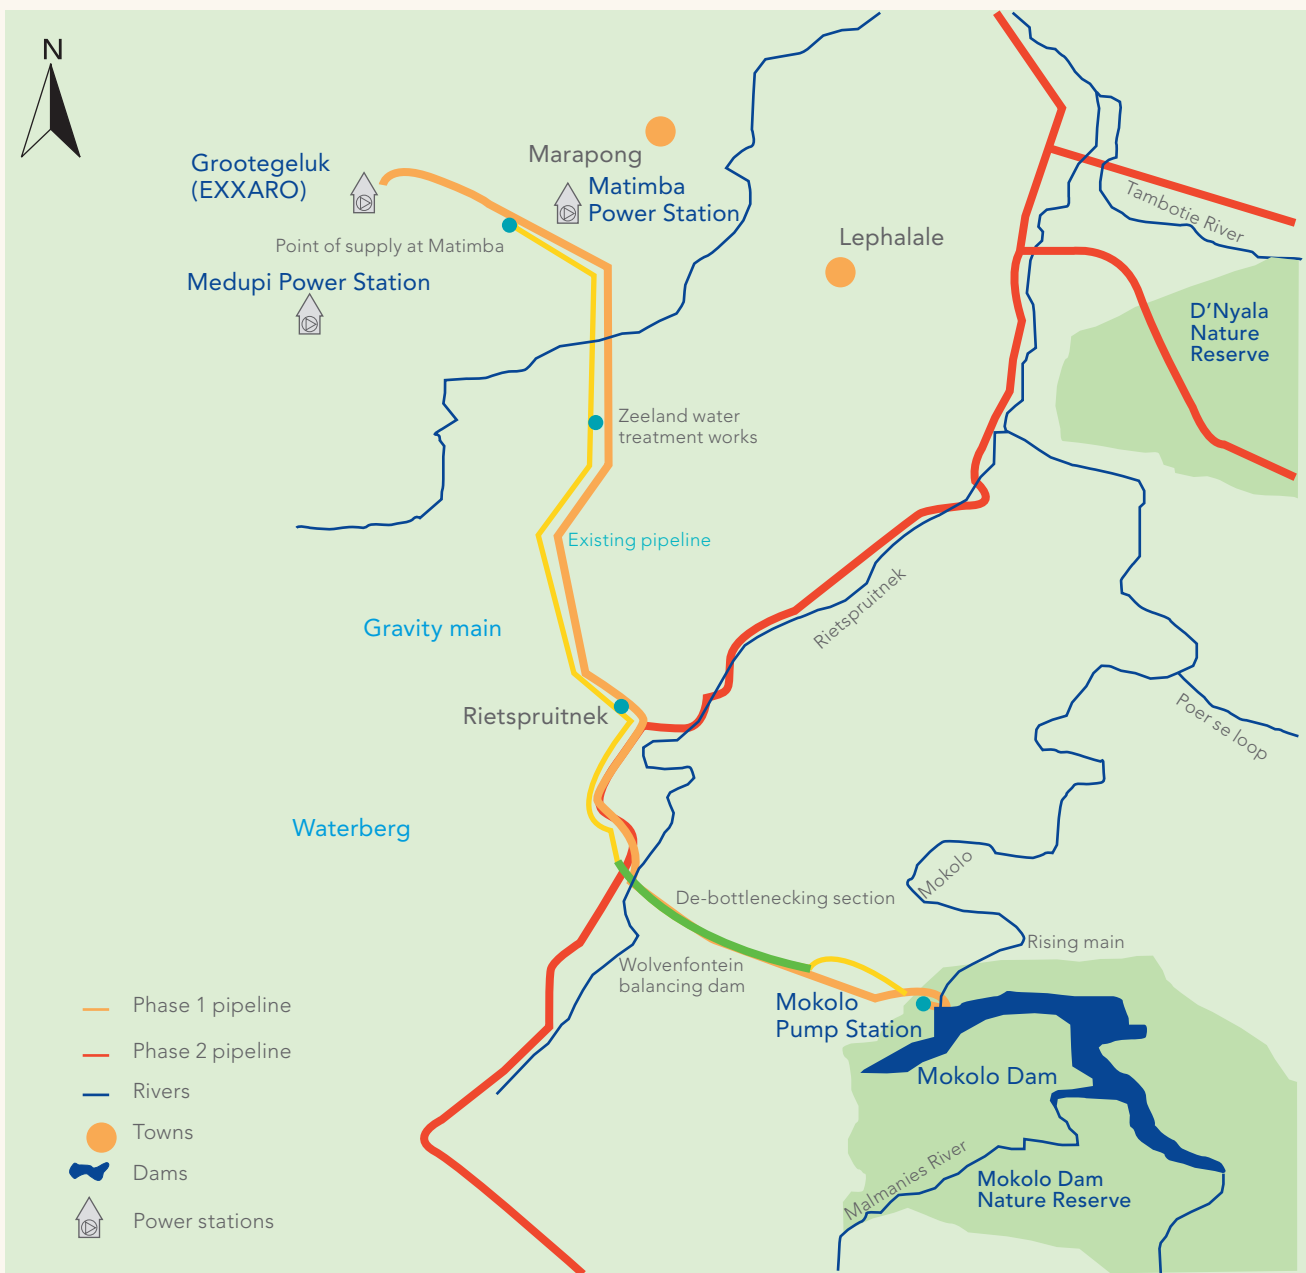 N
Marapong
Grootegeluk
(EXXARO)
Matimba
Power Station
Tambotie River
Point of supply at Matimba
Lephalale
Medupi Power Station
D'Nyala
Nature
Reserve
Zeeland water
treatment works
Existing pipeline
Rietspruitnek
Gravity main
Rietspruitnek
Poer se loop
Waterberg
Mokolo
De-bottlenecking section
Rising main
Wolvenfontein
balancing dam
Mokolo
Pump Station
Mokolo Dam
Malmanies River
Mokolo Dam
Nature Reserve
Phase 1 pipeline
Phase 2 pipeline
Rivers
Towns
Dams
Power stations